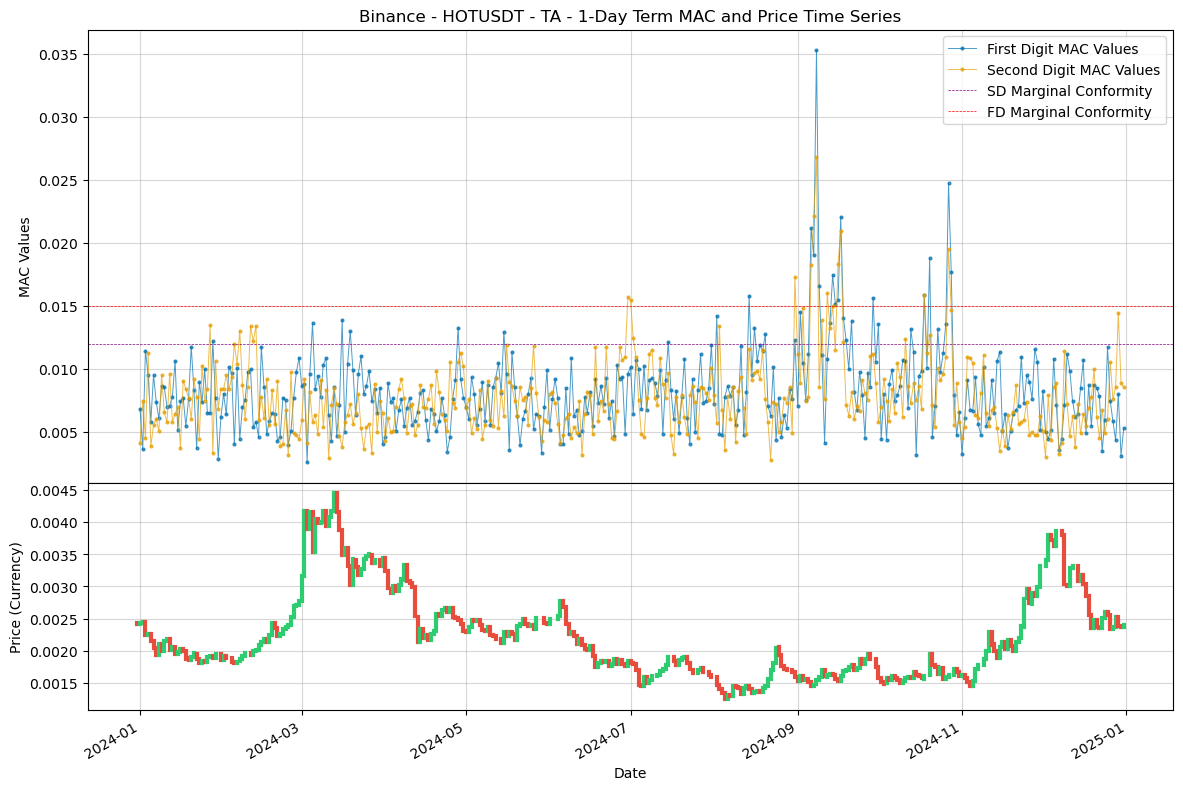 Binance - HOTUSDT - TA - 1-Day Term MAC and Price Time Series
First Digit MAC Values
Second Digit MAC Values
SD Marginal Conformity
FD Marginal Conformity
MAC Values
0.035
0.030
0.025
0.020
0.015
0.010
0.005
Price (Currency)
0.0045
0.0040
0.0035
0.0030
0.0025
0.0020
0.0015
2024-01
2024-03
2024-05
2024-07
2024-09
2024-11
2025-01
Date